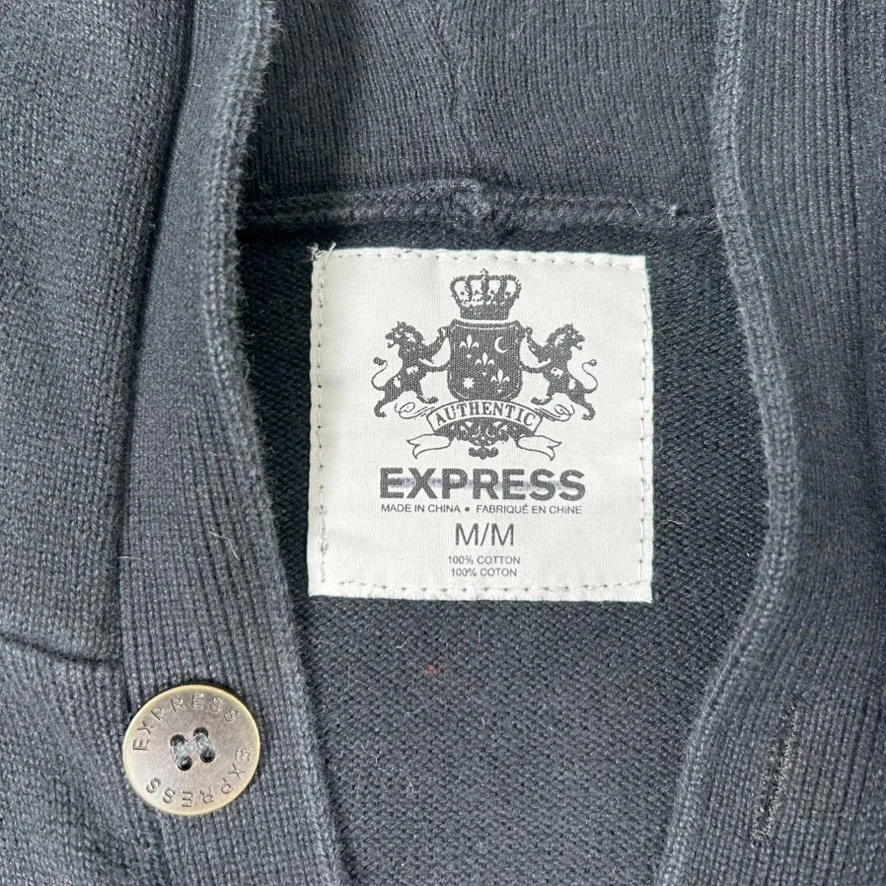 AUTHENTIC
EXPRESS
MADE IN CHINA • FABRIQUÉ EN CHINE
M/M
100% COTTON
100% COTON
EXPRESS EXPRESS